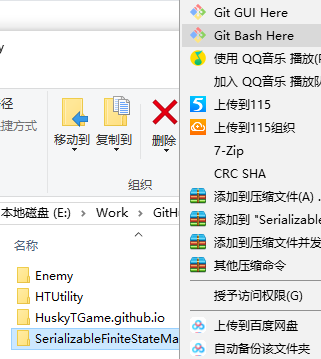 y
径
捷方式
移动到
复制到
删除
组织
本地磁盘 (E:)
Work
GitH
名称
Enemy
HTUtility
HuskyTGame.github.io
SerializableFiniteStateMa
Git GUI Here
Git Bash Here
使用 QQ音乐 播放(
加入 QQ音乐 播放队
上传到115
上传到115组织
7-Zip
CRC SHA
添加到压缩文件(A) .
添加到 "Serializable
添加到压缩文件并发
其他压缩命令
授予访问权限(G)
上传到百度网盘
自动备份该文件夹